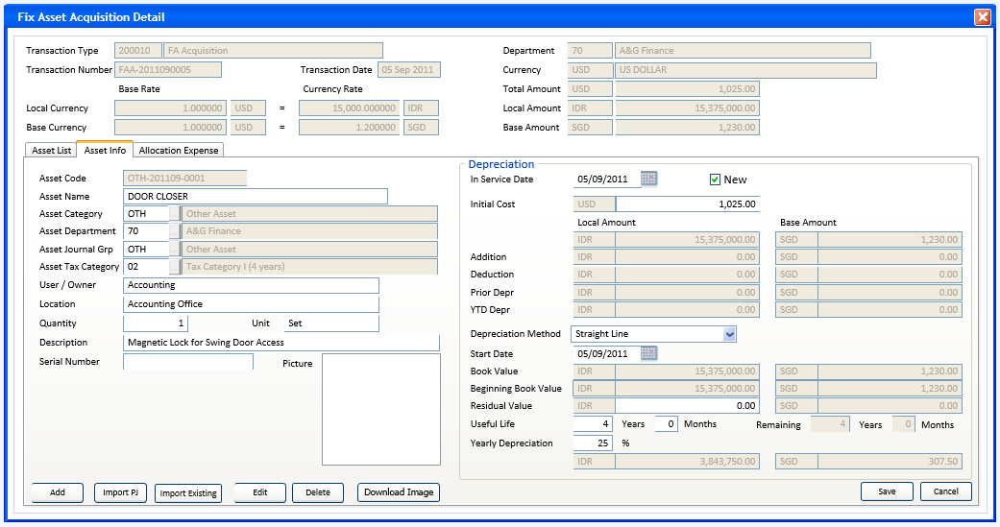 Fix Asset Acquisition Detail
Transaction Type 200010 FA Acquisition Department 70 A&G Finance
Transaction Number FAA-2011090005 Transaction Date 05 Sep 2011 Currency USD US DOLLAR
Base Rate Currency Rate Total Amount USD 1,025.00
Local Currency 1.000000 USD = 15,000.000000 IDR Local Amount IDR 15,375,000.00
Base Currency 1.000000 USD = 1.200000 SGD Base Amount SGD 1,230.00
Asset List Asset Info Allocation Expense
Asset Code OTH-201109-0001
Asset Name DOOR CLOSER
Asset Category OTH ... Other Asset
Asset Department 70 ... A&G Finance
Asset Journal Grp OTH ... Other Asset
Asset Tax Category 02 ... Tax Category I (4 years)
User / Owner Accounting
Location Accounting Office
Quantity 1 Unit Set
Description Magnetic Lock for Swing Door Access
Serial Number Picture
Depreciation
In Service Date 05/09/2011 New
Initial Cost USD 1,025.00
Local Amount Base Amount
IDR 15,375,000.00 SGD 1,230.00
Addition IDR 0.00 SGD 0.00
Deduction IDR 0.00 SGD 0.00
Prior Depr IDR 0.00 SGD 0.00
YTD Depr IDR 0.00 SGD 0.00
Depreciation Method Straight Line
Start Date 05/09/2011
Book Value IDR 15,375,000.00 SGD 1,230.00
Beginning Book Value IDR 15,375,000.00 SGD 1,230.00
Residual Value IDR 0.00 SGD 0.00
Useful Life 4 Years 0 Months Remaining 4 Years 0 Months
Yearly Depreciation 25 %
IDR 3,843,750.00 SGD 307.50
Add Import PJ Import Existing Edit Delete Download Image Save Cancel